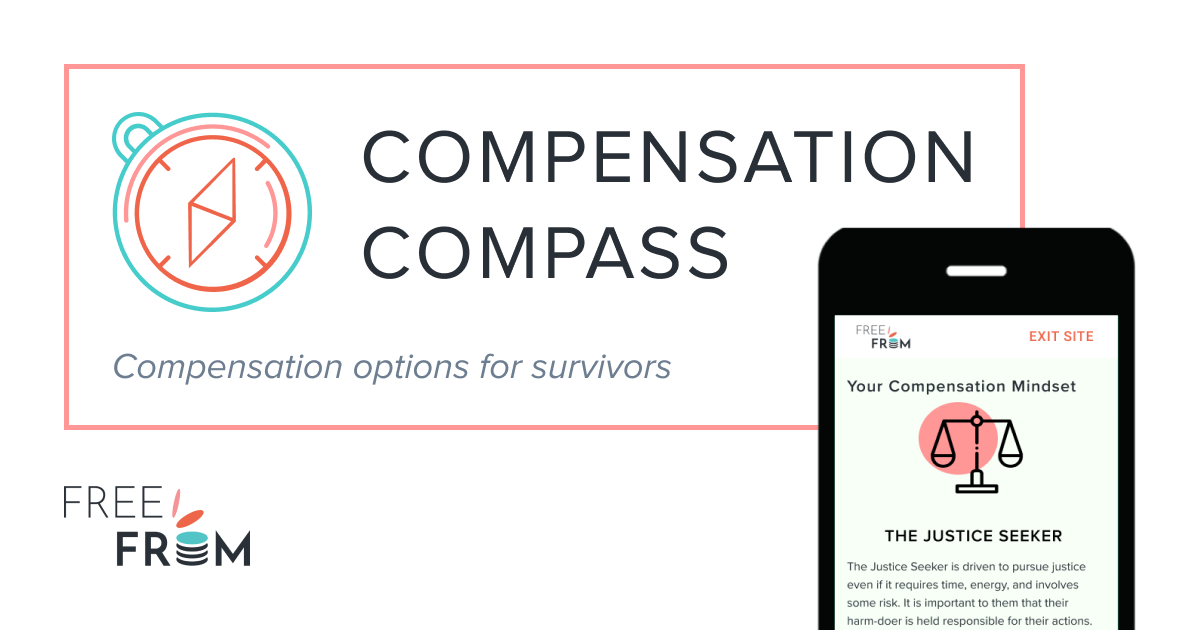 COMPENSATION
COMPASS
Compensation options for survivors
FREE
FROM
FREE
FROM
EXIT SITE
Your Compensation Mindset
THE JUSTICE SEEKER
The Justice Seeker is driven to pursue justice
even if it requires time, energy, and involves
some risk. It is important to them that their
harm-doer is held responsible for their actions.